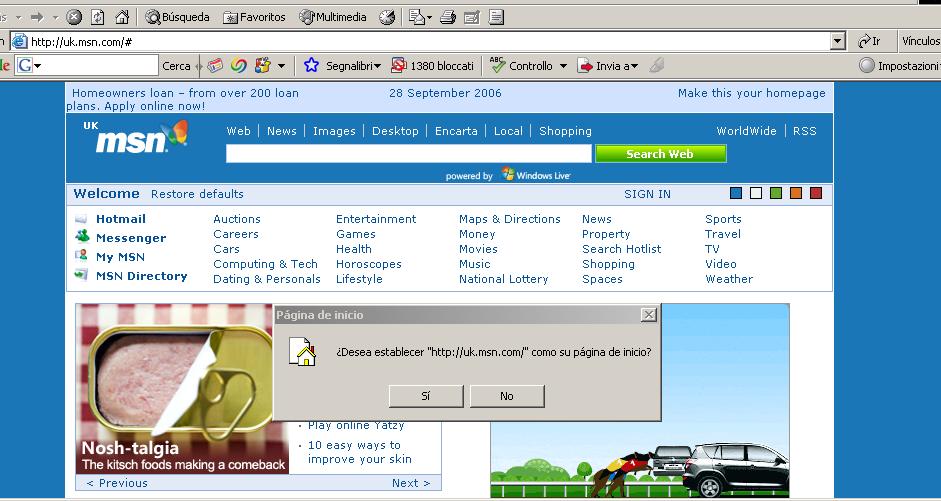 Búsqueda Favoritos Multimedia
http://uk.msn.com/# Ir Vínculos
G Cerca Segnalibri 1380 bloccati ABC Controllo Invia a Impostazioni
Homeowners loan – from over 200 loan
plans. Apply online now!
28 September 2006
Make this your homepage
UK
msn
Web | News | Images | Desktop | Encarta | Local | Shopping
WorldWide | RSS
Search Web
powered by Windows Live
Welcome Restore defaults SIGN IN
Hotmail
Messenger
My MSN
MSN Directory
Auctions Entertainment Maps & Directions News Sports
Careers Games Money Property Travel
Cars Health Movies Search Hotlist TV
Computing & Tech Horoscopes Music Shopping Video
Dating & Personals Lifestyle National Lottery Spaces Weather
Página de inicio
¿Desea establecer "http://uk.msn.com/" como su página de inicio?
Sí No
· Play online Yatzy
· 10 easy ways to
improve your skin
Nosh-talgia
The kitsch foods making a comeback
< Previous Next >